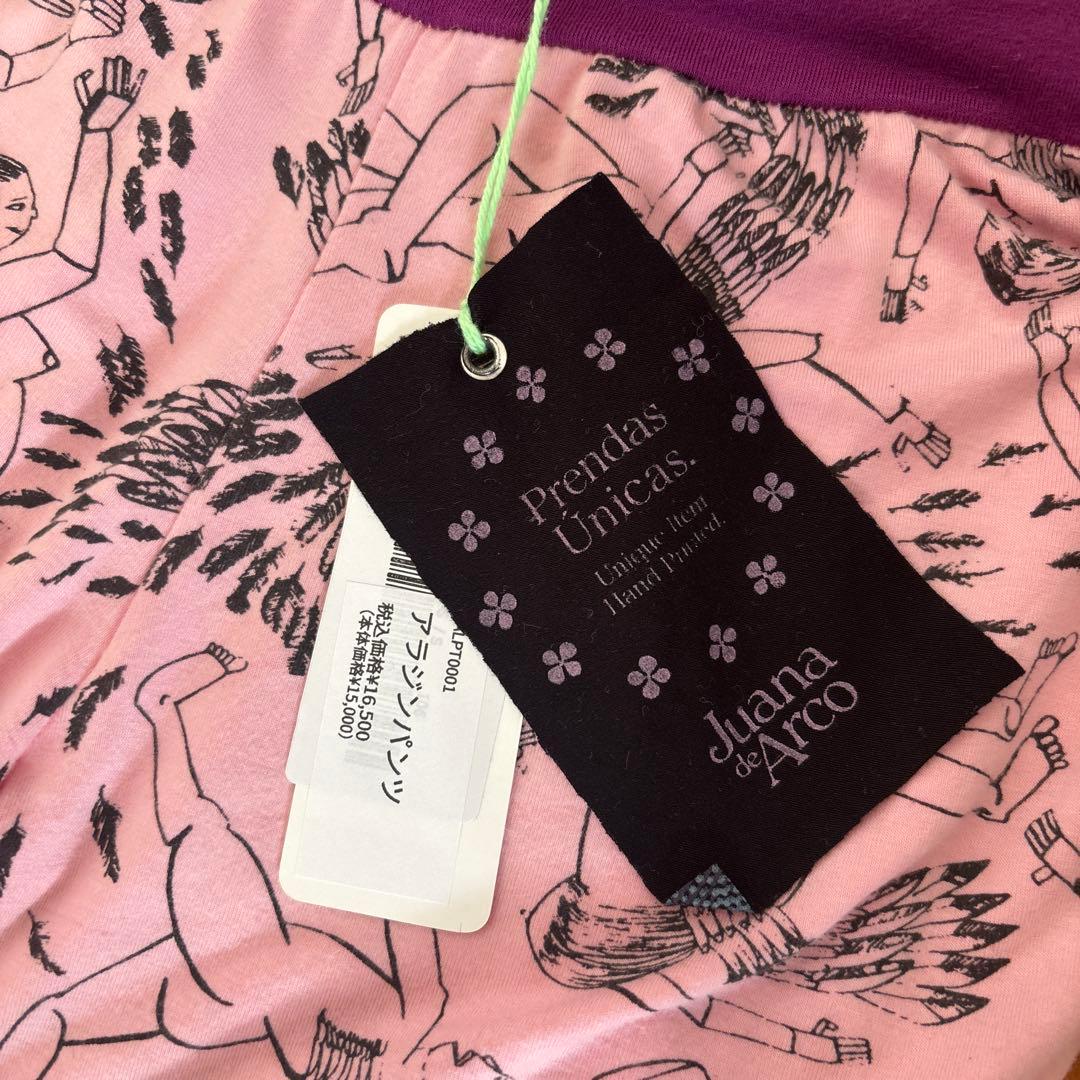 Prendas
Únicas.
Unique Item
Hand Printed.
Juana
de Arco
LPT0001
アラジンパンツ
税込価格¥16,500
(本体価格¥15,000)